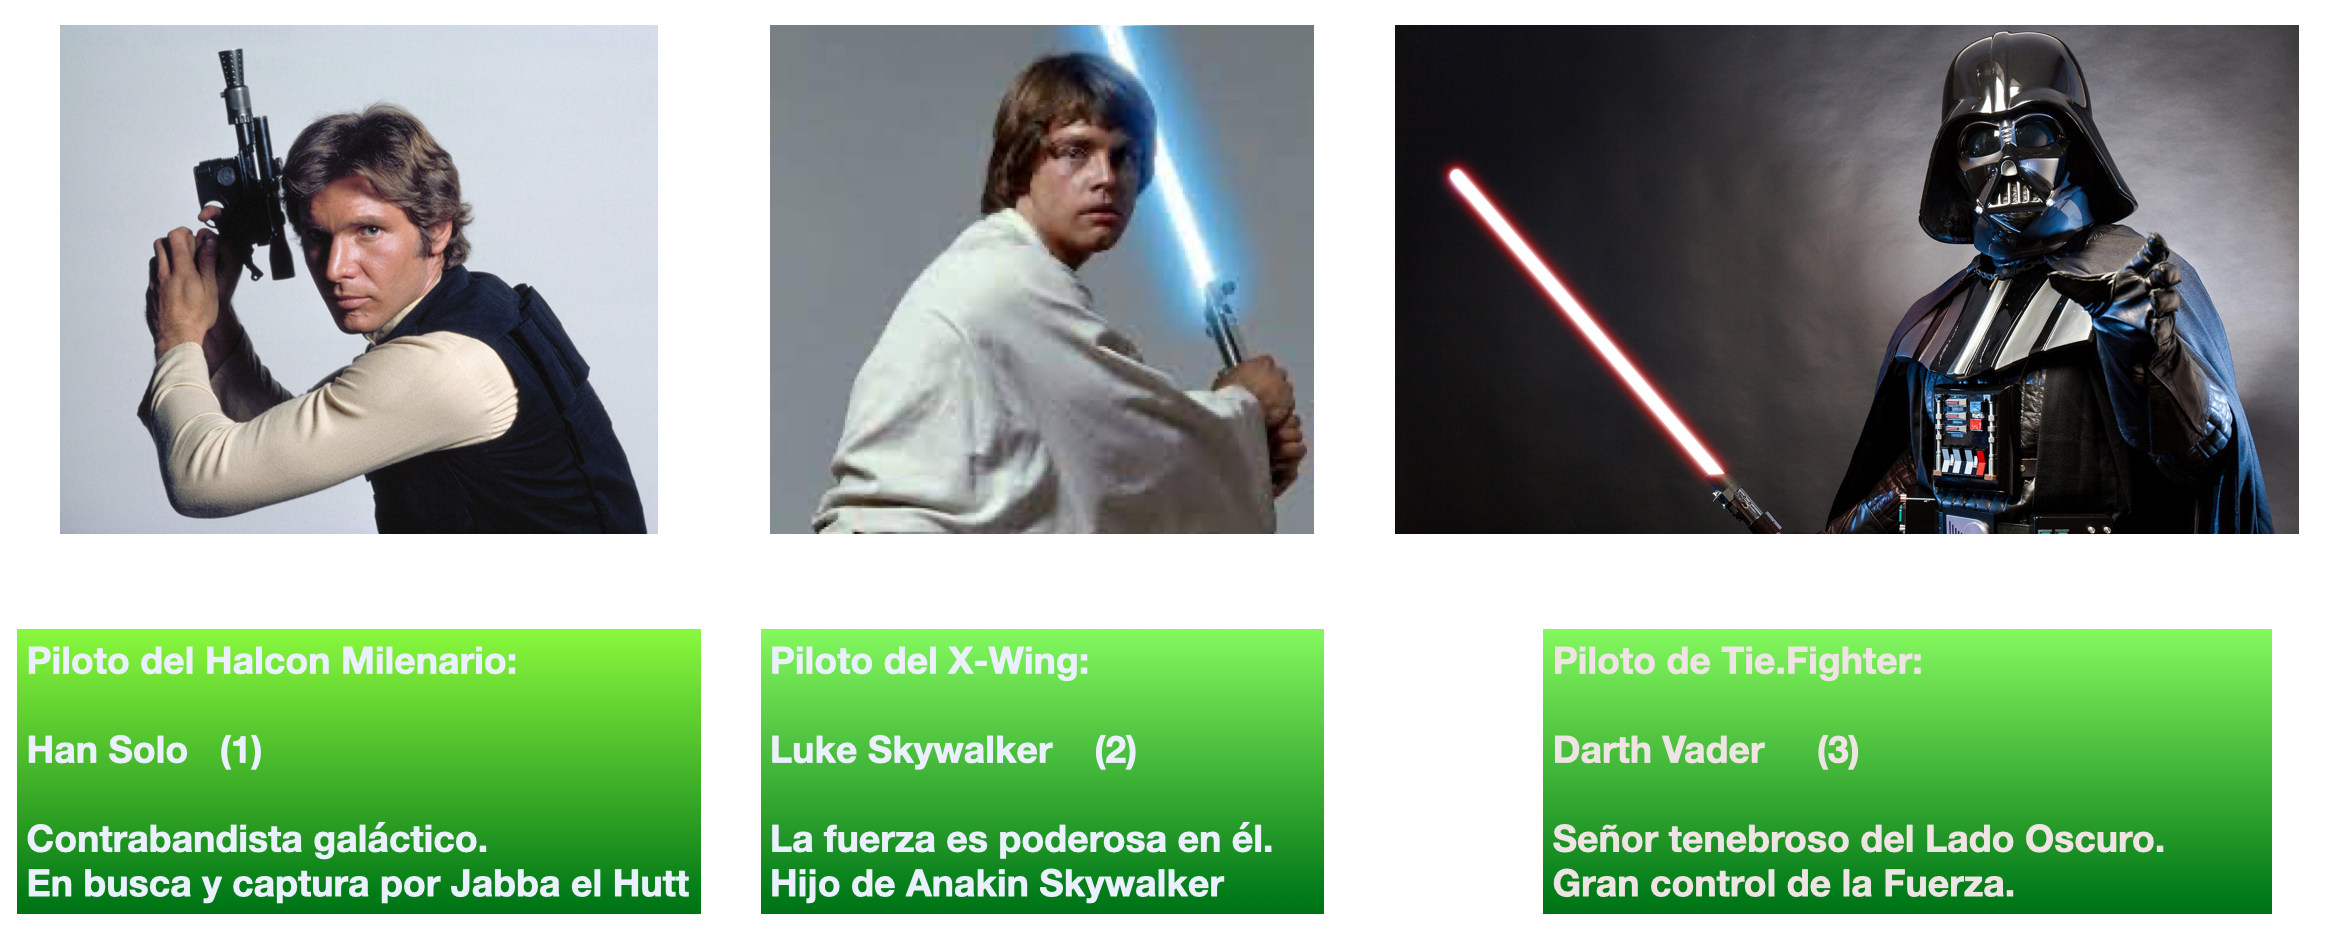 Piloto del Halcon Milenario:
Han Solo (1)
Contrabandista galáctico.
En busca y captura por Jabba el Hutt
Piloto del X-Wing:
Luke Skywalker (2)
La fuerza es poderosa en él.
Hijo de Anakin Skywalker
Piloto de Tie.Fighter:
Darth Vader (3)
Señor tenebroso del Lado Oscuro.
Gran control de la Fuerza.